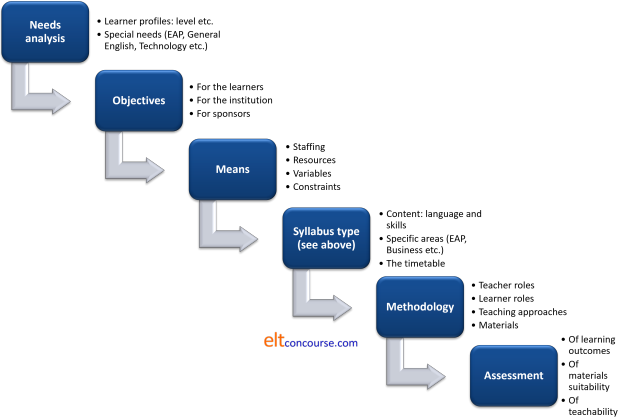 Needs
analysis
• Learner profiles: level etc.
• Special needs (EAP, General
English, Technology etc.)
Objectives
• For the learners
• For the institution
• For sponsors
Means
• Staffing
• Resources
• Variables
• Constraints
Syllabus type
(see above)
• Content: language and
skills
• Specific areas (EAP,
Business etc.)
• The timetable
Methodology
• Teacher roles
• Learner roles
• Teaching approaches
• Materials
eltconcourse.com
Assessment
• Of learning
outcomes
• Of
materials
suitability
• Of
teachability